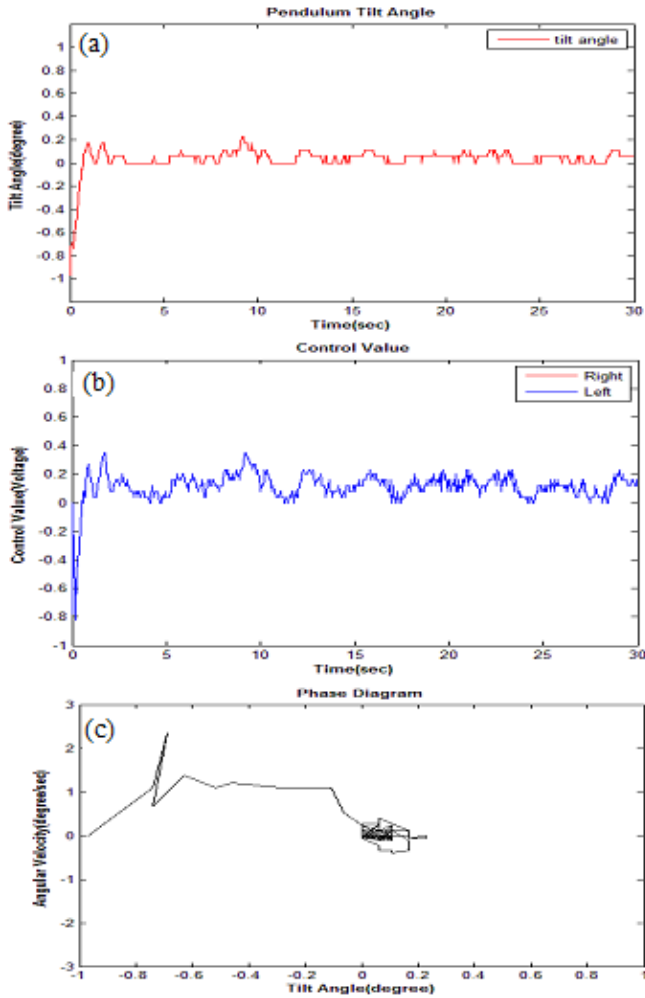 Pendulum Tilt Angle
(a)
tilt angle
Tilt Angle(degree)
1
0.8
0.6
0.4
0.2
0
-0.2
-0.4
-0.6
-0.8
-1
0 5 10 15 20 25 30
Time(sec)
Control Value
(b)
Right
Left
Control Value(Voltage)
1
0.8
0.6
0.4
0.2
0
-0.2
-0.4
-0.6
-0.8
-1
0 5 10 15 20 25 30
Time(sec)
Phase Diagram
(c)
Angular Velocity(degree/sec)
3
2
1
0
-1
-2
-3
-1 -0.8 -0.6 -0.4 -0.2 0 0.2 0.4 0.6 0.8 1
Tilt Angle(degree)